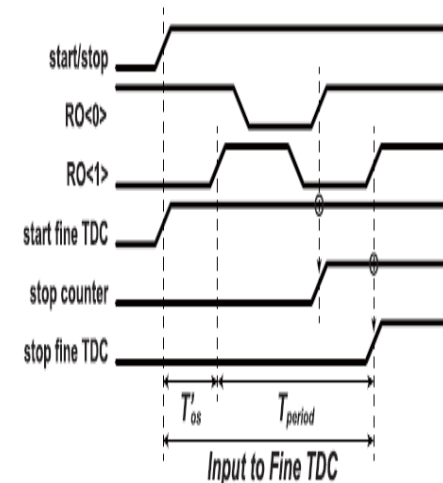 start/stop
RO<0>
RO<1>
start fine TDC
stop counter
stop fine TDC
T'os
Tperiod
Input to Fine TDC